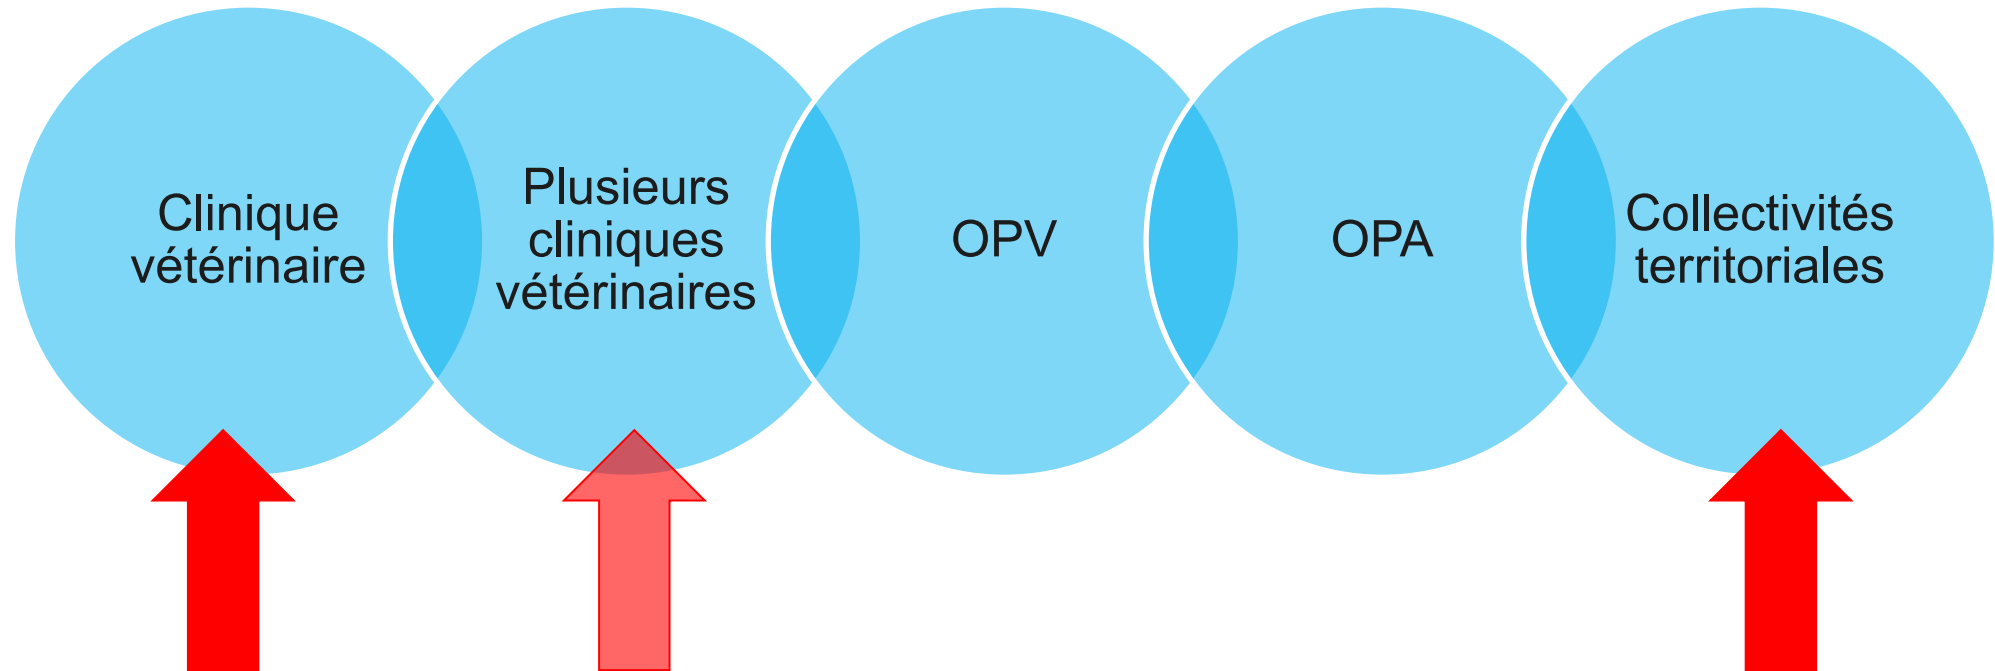 Clinique
vétérinaire
Plusieurs
cliniques
vétérinaires
OPV
OPA
Collectivités
territoriales